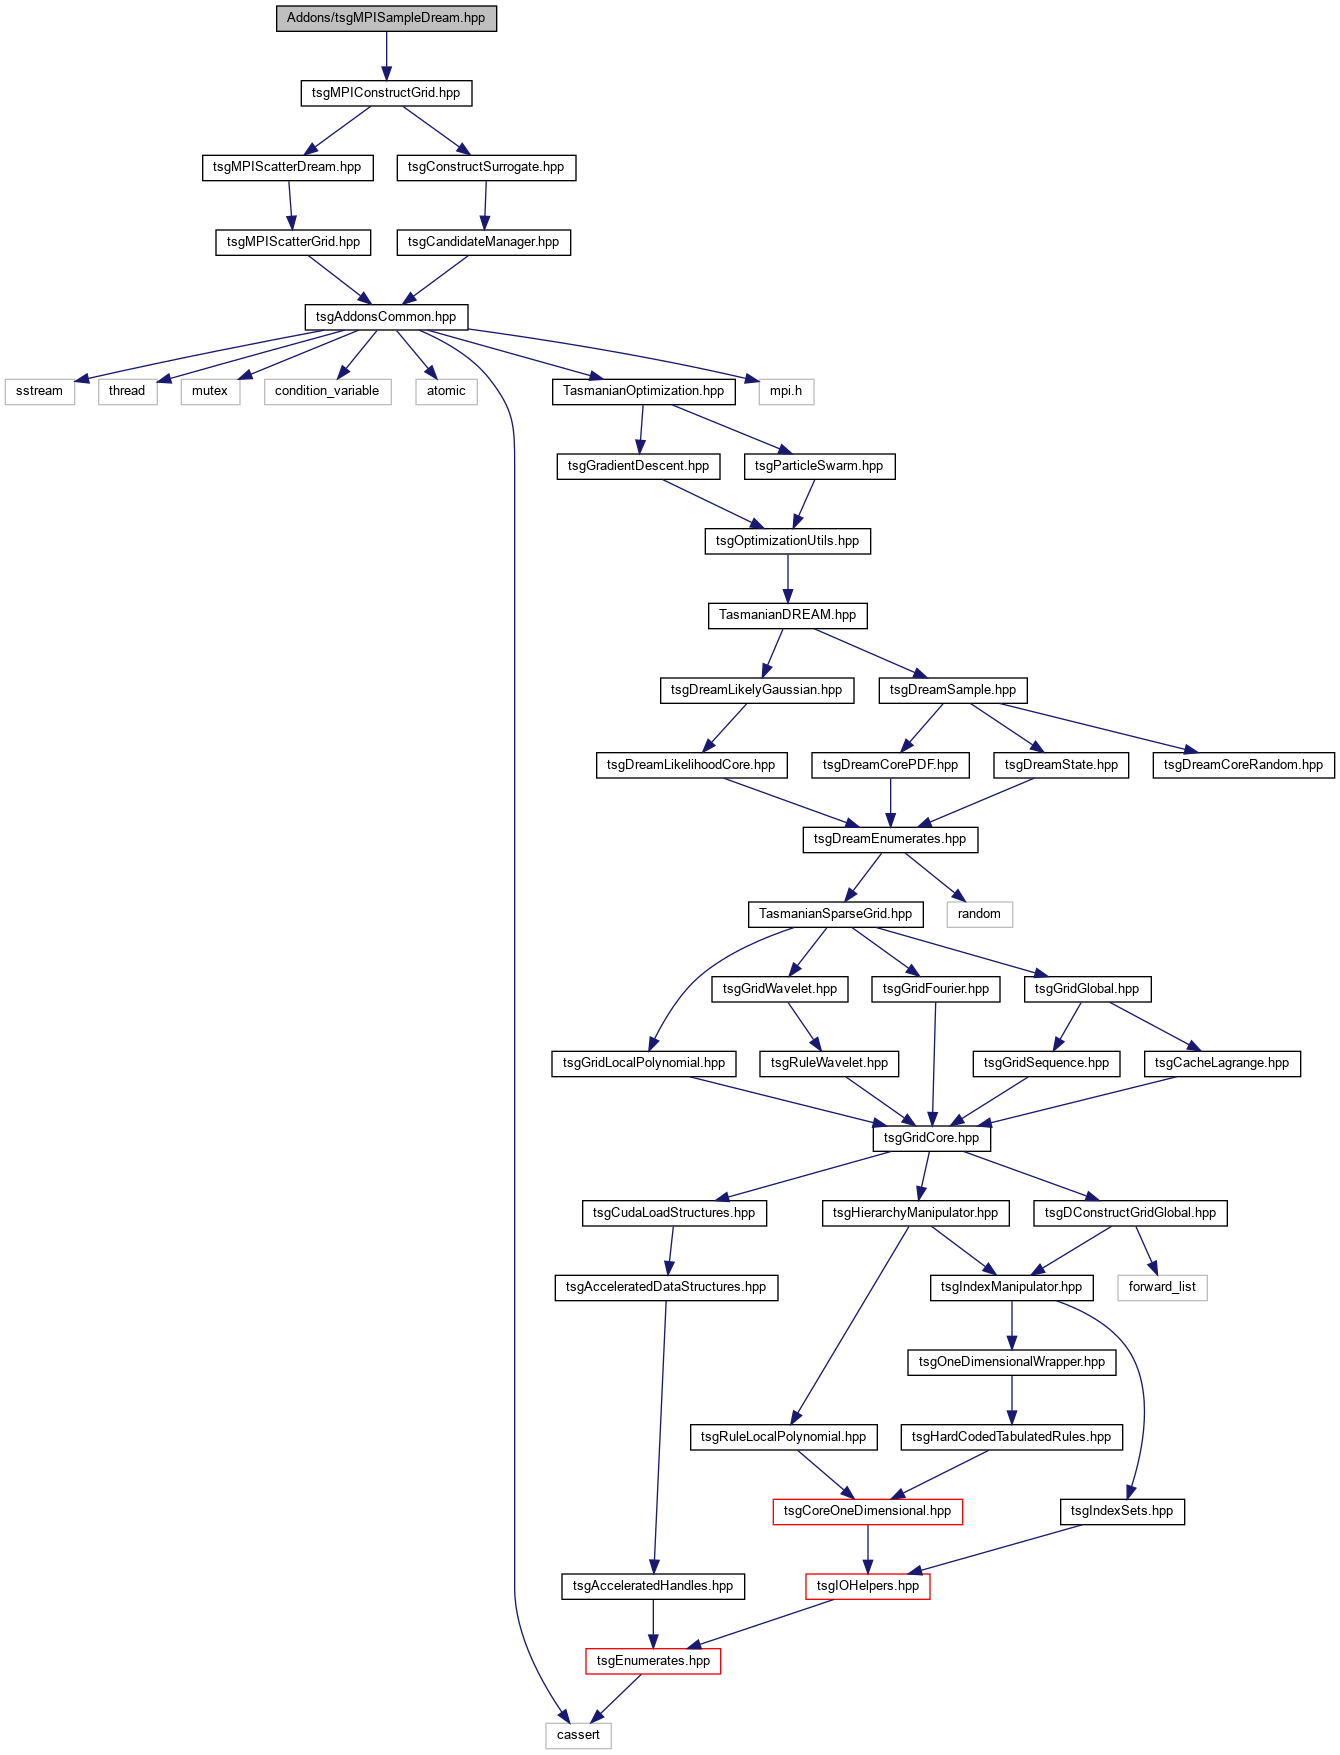 Addons/tsgMPISampleDream.hpp
tsgMPIConstructGrid.hpp
tsgMPIScatterDream.hpp
tsgConstructSurrogate.hpp
tsgMPIScatterGrid.hpp
tsgCandidateManager.hpp
tsgAddonsCommon.hpp
sstream
thread
mutex
condition_variable
atomic
TasmanianOptimization.hpp
mpi.h
tsgGradientDescent.hpp
tsgParticleSwarm.hpp
tsgOptimizationUtils.hpp
TasmanianDREAM.hpp
tsgDreamLikelyGaussian.hpp
tsgDreamSample.hpp
tsgDreamLikelihoodCore.hpp
tsgDreamCorePDF.hpp
tsgDreamState.hpp
tsgDreamCoreRandom.hpp
tsgDreamEnumerates.hpp
TasmanianSparseGrid.hpp
random
tsgGridWavelet.hpp
tsgGridFourier.hpp
tsgGridGlobal.hpp
tsgGridLocalPolynomial.hpp
tsgRuleWavelet.hpp
tsgGridSequence.hpp
tsgCacheLagrange.hpp
tsgGridCore.hpp
tsgCudaLoadStructures.hpp
tsgHierarchyManipulator.hpp
tsgDConstructGridGlobal.hpp
tsgAcceleratedDataStructures.hpp
tsgIndexManipulator.hpp
forward_list
tsgOneDimensionalWrapper.hpp
tsgRuleLocalPolynomial.hpp
tsgHardCodedTabulatedRules.hpp
tsgCoreOneDimensional.hpp
tsgIndexSets.hpp
tsgAcceleratedHandles.hpp
tsgIOHelpers.hpp
tsgEnumerates.hpp
cassert